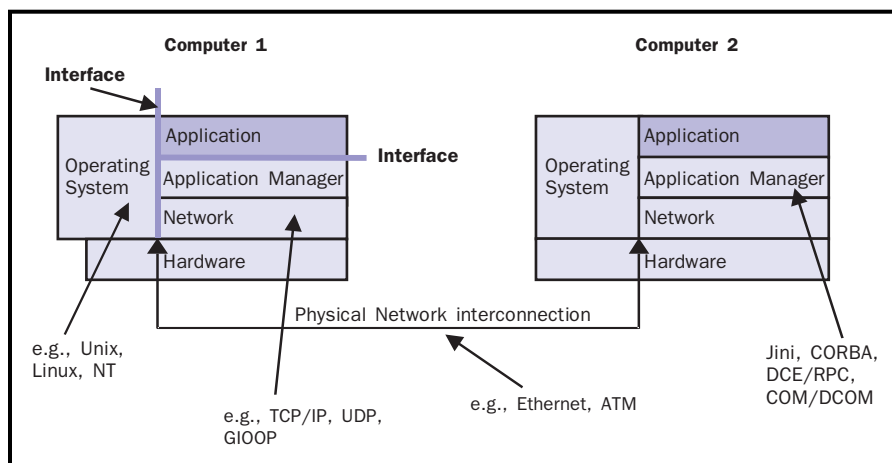 Computer 1
Computer 2
Interface
Application
Interface
Operating
System
Application Manager
Network
Hardware
Application
Operating
System
Application Manager
Network
Hardware
Physical Network interconnection
e.g., Unix,
Linux, NT
e.g., TCP/IP, UDP,
GIOOP
e.g., Ethernet, ATM
Jini, CORBA,
DCE/RPC,
COM/DCOM